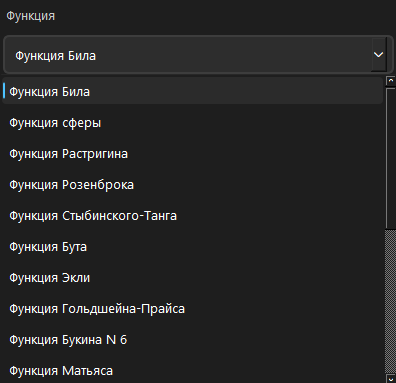 Функция
Функция Била
Функция Била
Функция сферы
Функция Растригина
Функция Розенброка
Функция Стыбинского-Танга
Функция Бута
Функция Экли
Функция Гольдшейна-Прайса
Функция Букина N 6
Функция Матьяса